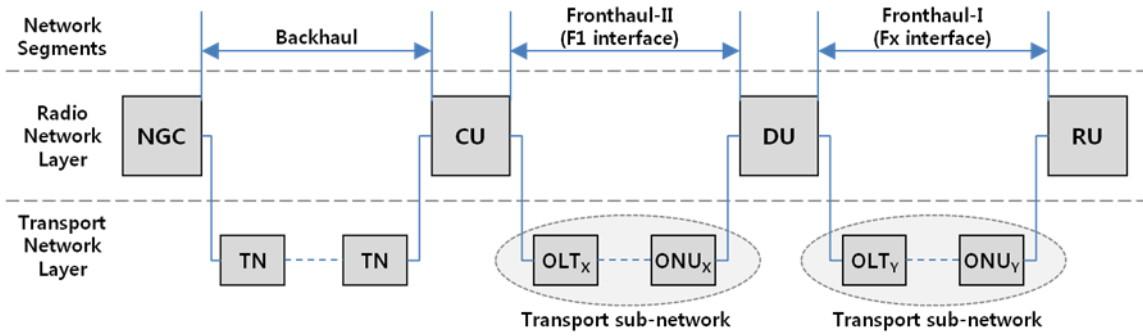 Network
Segments
Backhaul
Fronthaul-II
(F1 interface)
Fronthaul-I
(Fx interface)
Radio
Network
Layer
NGC
CU
DU
RU
Transport
Network
Layer
TN
TN
OLTX
ONUX
OLTY
ONUY
Transport sub-network
Transport sub-network